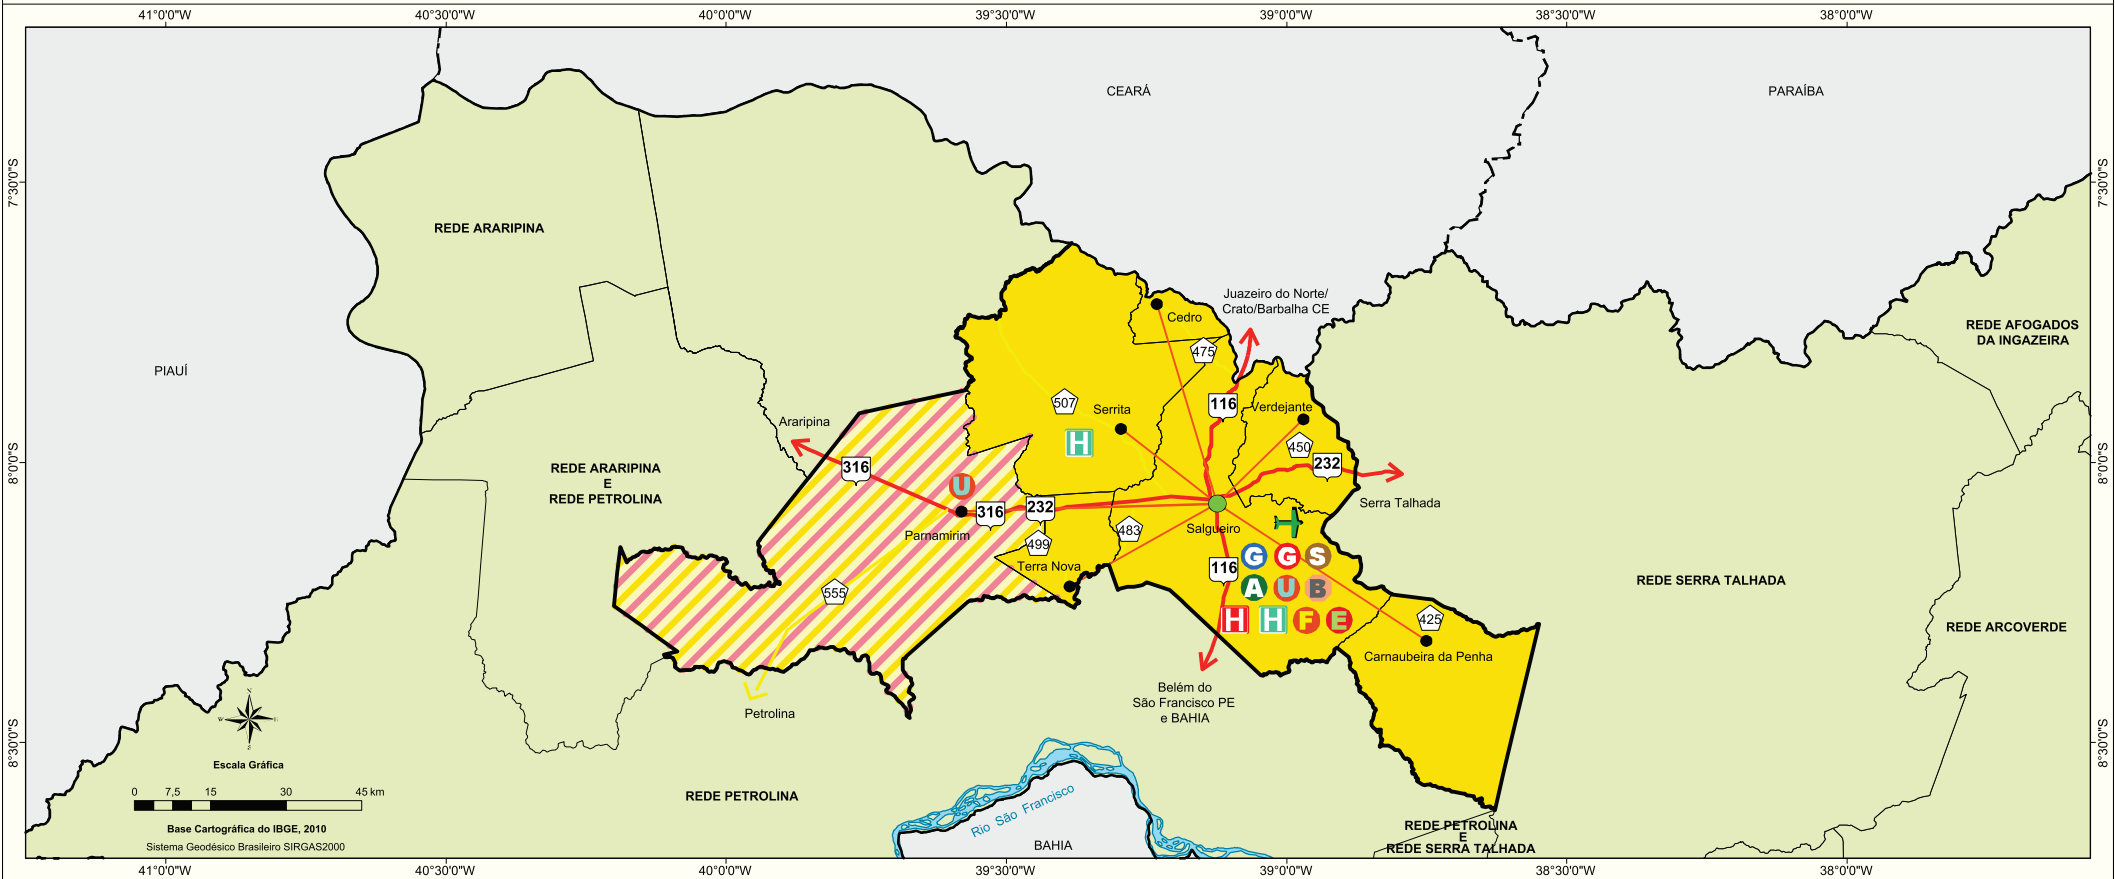 41°0'0"W
40°30'0"W
40°0'0"W
39°30'0"W
39°0'0"W
38°30'0"W
38°0'0"W
7°30'0"S
7°30'0"S
8°0'0"S
8°0'0"S
8°30'0"S
8°30'0"S
CEARÁ
PARAÍBA
PIAUÍ
BAHIA
REDE ARARIPINA
REDE ARARIPINA
E
REDE PETROLINA
REDE AFOGADOS
DA INGAZEIRA
REDE SERRA TALHADA
REDE ARCOVERDE
REDE PETROLINA
REDE PETROLINA
E
REDE SERRA TALHADA
Juazeiro do Norte/
Crato/Barbalha CE
Cedro
475
116
507
Serrita
H
Verdejante
450
232
Serra Talhada
Araripina
316
U
316
232
Parnamirim
499
483
Terra Nova
555
Petrolina
Salgueiro
116
G G S
A U B
H H F E
425
Carnaubeira da Penha
Belém do
São Francisco PE
e BAHIA
Rio São Francisco
N
W
E
S
Escala Gráfica
0 7,5 15 30 45 km
Base Cartográfica do IBGE, 2010
Sistema Geodésico Brasileiro SIRGAS2000
41°0'0"W
40°30'0"W
40°0'0"W
39°30'0"W
39°0'0"W
38°30'0"W
38°0'0"W